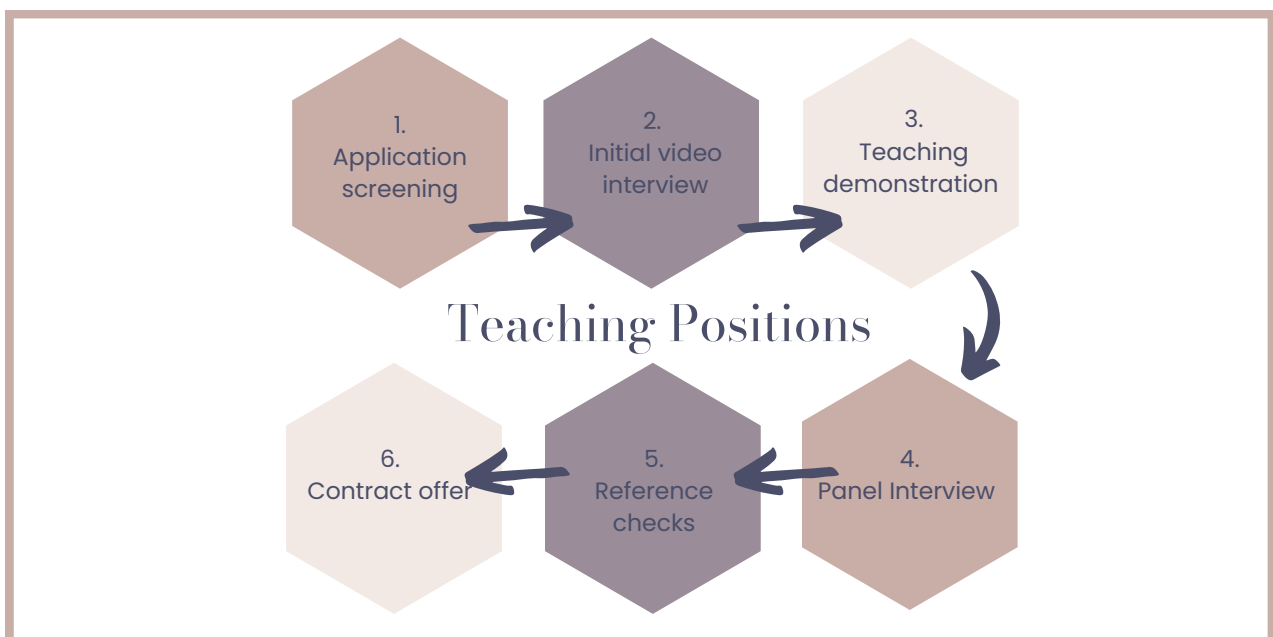 1.
Application
screening
2.
Initial video
interview
3.
Teaching
demonstration
Teaching Positions
4.
Panel Interview
5.
Reference
checks
6.
Contract offer